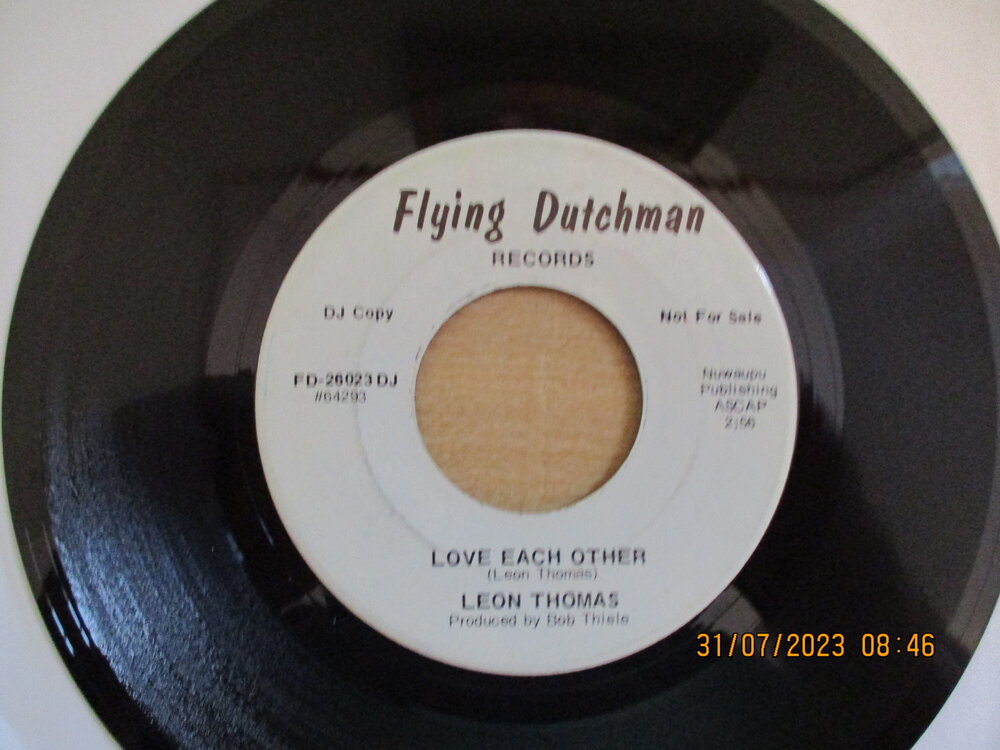 Flying Dutchman
RECORDS
DJ Copy
Not For Sale
FD-26023 DJ
#64293
Nuwaupu
Publishing
ASCAP
2:56
LOVE EACH OTHER
(Leon Thomas)
LEON THOMAS
Produced by Bob Thiele
31/07/2023 08:46